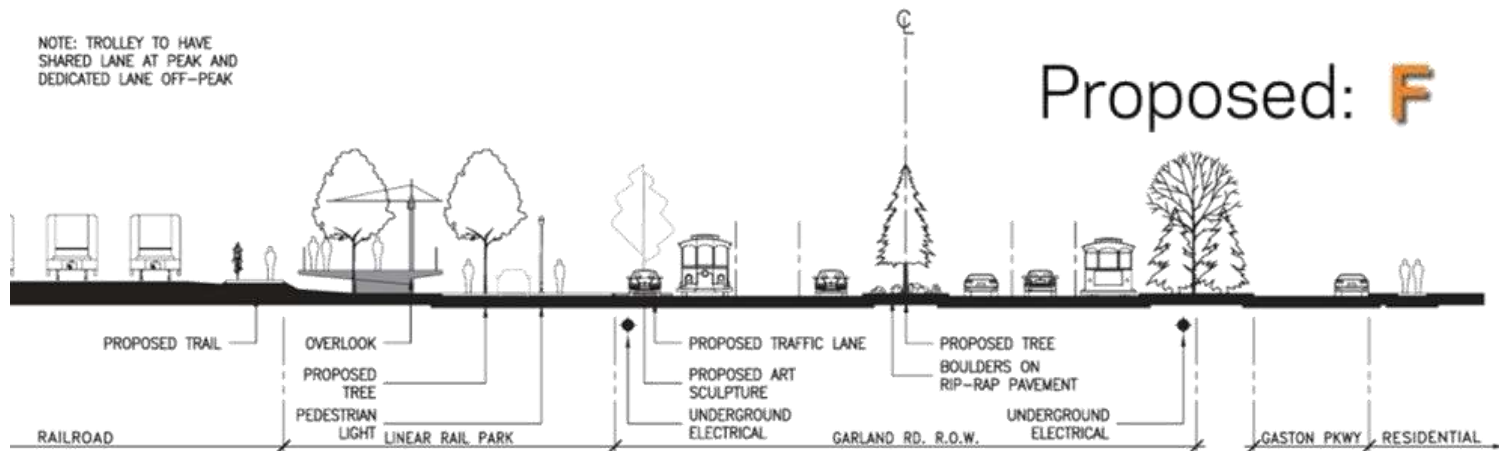 NOTE: TROLLEY TO HAVE
SHARED LANE AT PEAK AND
DEDICATED LANE OFF-PEAK
CL
Proposed: F
PROPOSED TRAIL
OVERLOOK
PROPOSED
TREE
PEDESTRIAN
LIGHT
PROPOSED TRAFFIC LANE
PROPOSED ART
SCULPTURE
UNDERGROUND
ELECTRICAL
PROPOSED TREE
BOULDERS ON
RIP-RAP PAVEMENT
UNDERGROUND
ELECTRICAL
RAILROAD
LINEAR RAIL PARK
GARLAND RD. R.O.W.
GASTON PKWY
RESIDENTIAL